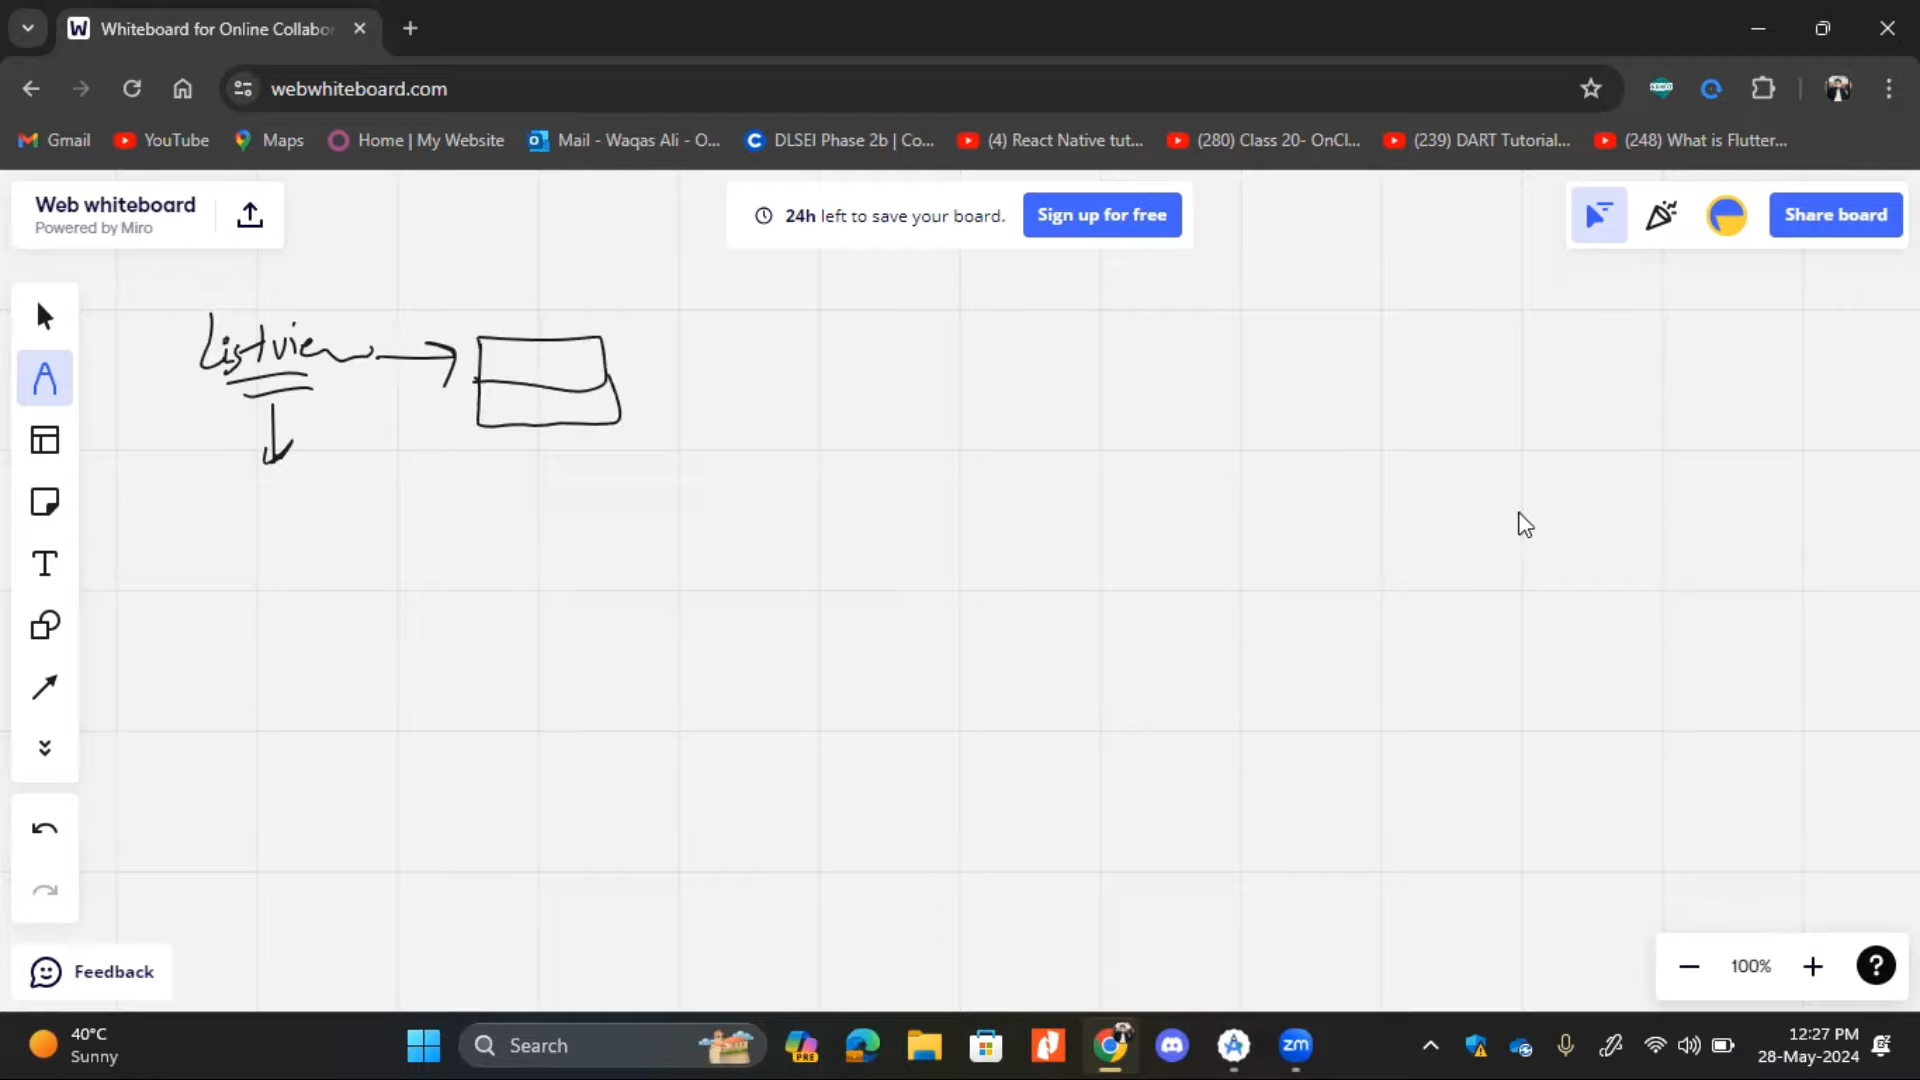 Whiteboard for Online Collabor
webwhiteboard.com
Gmail YouTube Maps Home | My Website Mail - Waqas Ali - O... DLSEI Phase 2b | Co... (4) React Native tut... (280) Class 20- OnCl... (239) DART Tutorial... (248) What is Flutter...
Web whiteboard
Powered by Miro
24h left to save your board. Sign up for free
Share board
Listview
Feedback
100%
40°C
Sunny
Search
PRE
zm
12:27 PM
28-May-2024